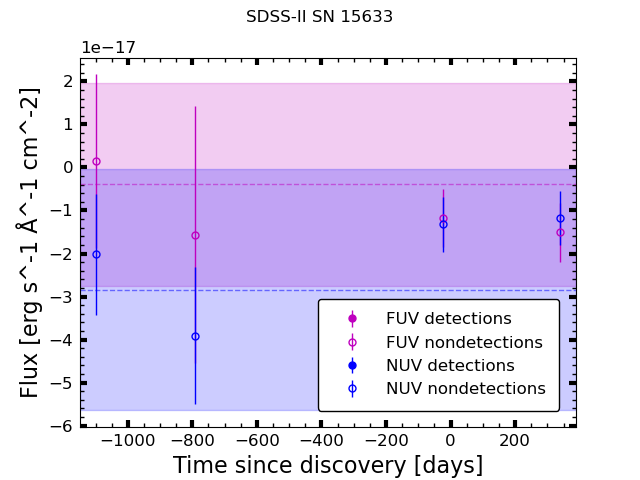 SDSS-II SN 15633
1e−17
2
1
0
−1
−2
−3
−4
−5
−6
Flux [erg s^-1 Å^-1 cm^-2]
FUV detections
FUV nondetections
NUV detections
NUV nondetections
−1000 −800 −600 −400 −200 0 200
Time since discovery [days]